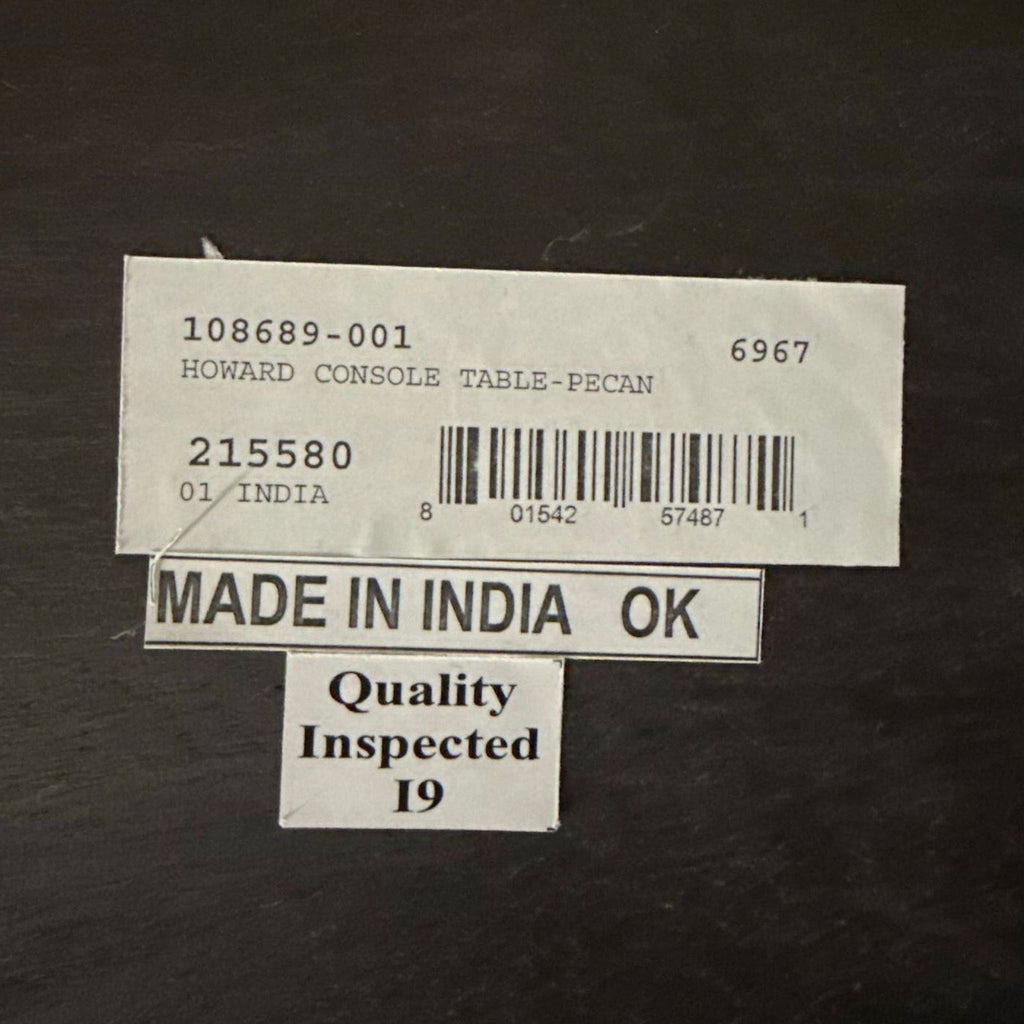 108689-001 6967
HOWARD CONSOLE TABLE-PECAN
215580
01 INDIA
8 01542 57487 1
MADE IN INDIA OK
Quality
Inspected
I9